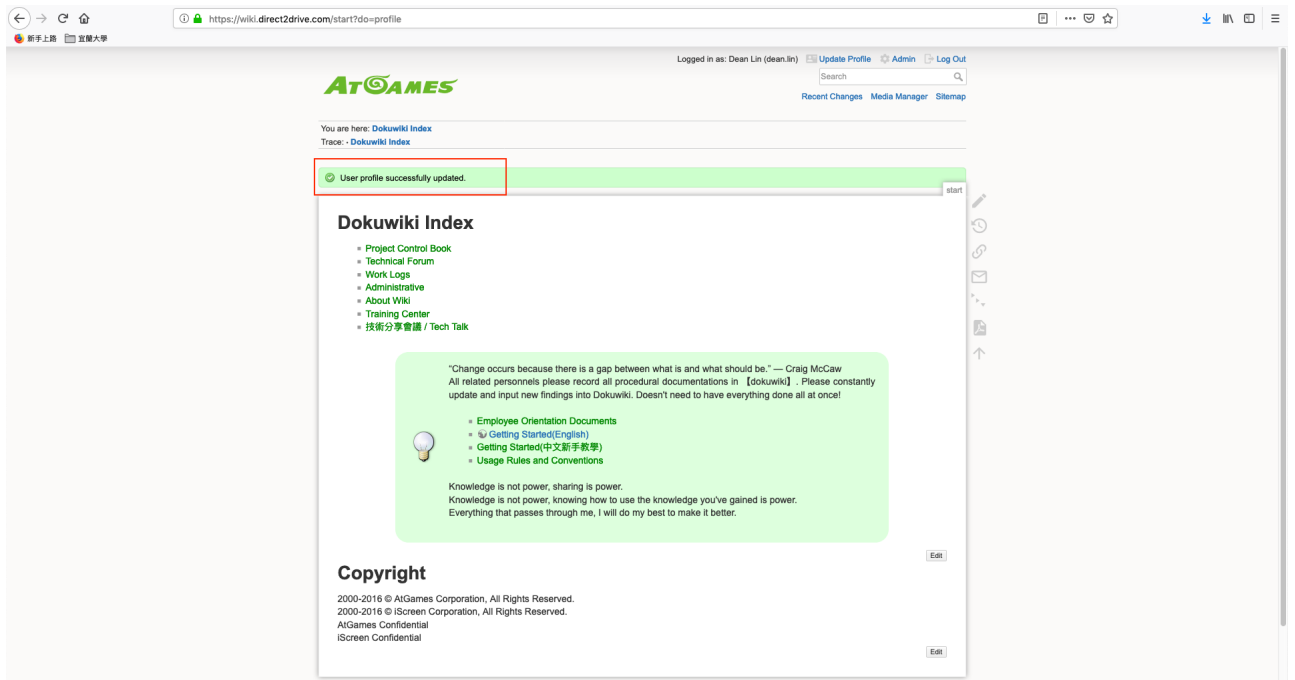 https://wiki.direct2drive.com/start?do=profile
新手上路 宜蘭大學
Logged in as: Dean Lin (dean.lin) Update Profile Admin Log Out
ATGAMES
Search
Recent Changes Media Manager Sitemap
You are here: Dokuwiki Index
Trace: • Dokuwiki Index
User profile successfully updated.
start
Dokuwiki Index
Project Control Book
Technical Forum
Work Logs
Administrative
About Wiki
Training Center
技術分享會議 / Tech Talk
“Change occurs because there is a gap between what is and what should be.” — Craig McCaw
All related personnels please record all procedural documentations in 【dokuwiki】. Please constantly
update and input new findings into Dokuwiki. Doesn't need to have everything done all at once!
Employee Orientation Documents
Getting Started(English)
Getting Started(中文新手教學)
Usage Rules and Conventions
Knowledge is not power, sharing is power.
Knowledge is not power, knowing how to use the knowledge you've gained is power.
Everything that passes through me, I will do my best to make it better.
Edit
Copyright
2000-2016 © AtGames Corporation, All Rights Reserved.
2000-2016 © iScreen Corporation, All Rights Reserved.
AtGames Confidential
iScreen Confidential
Edit